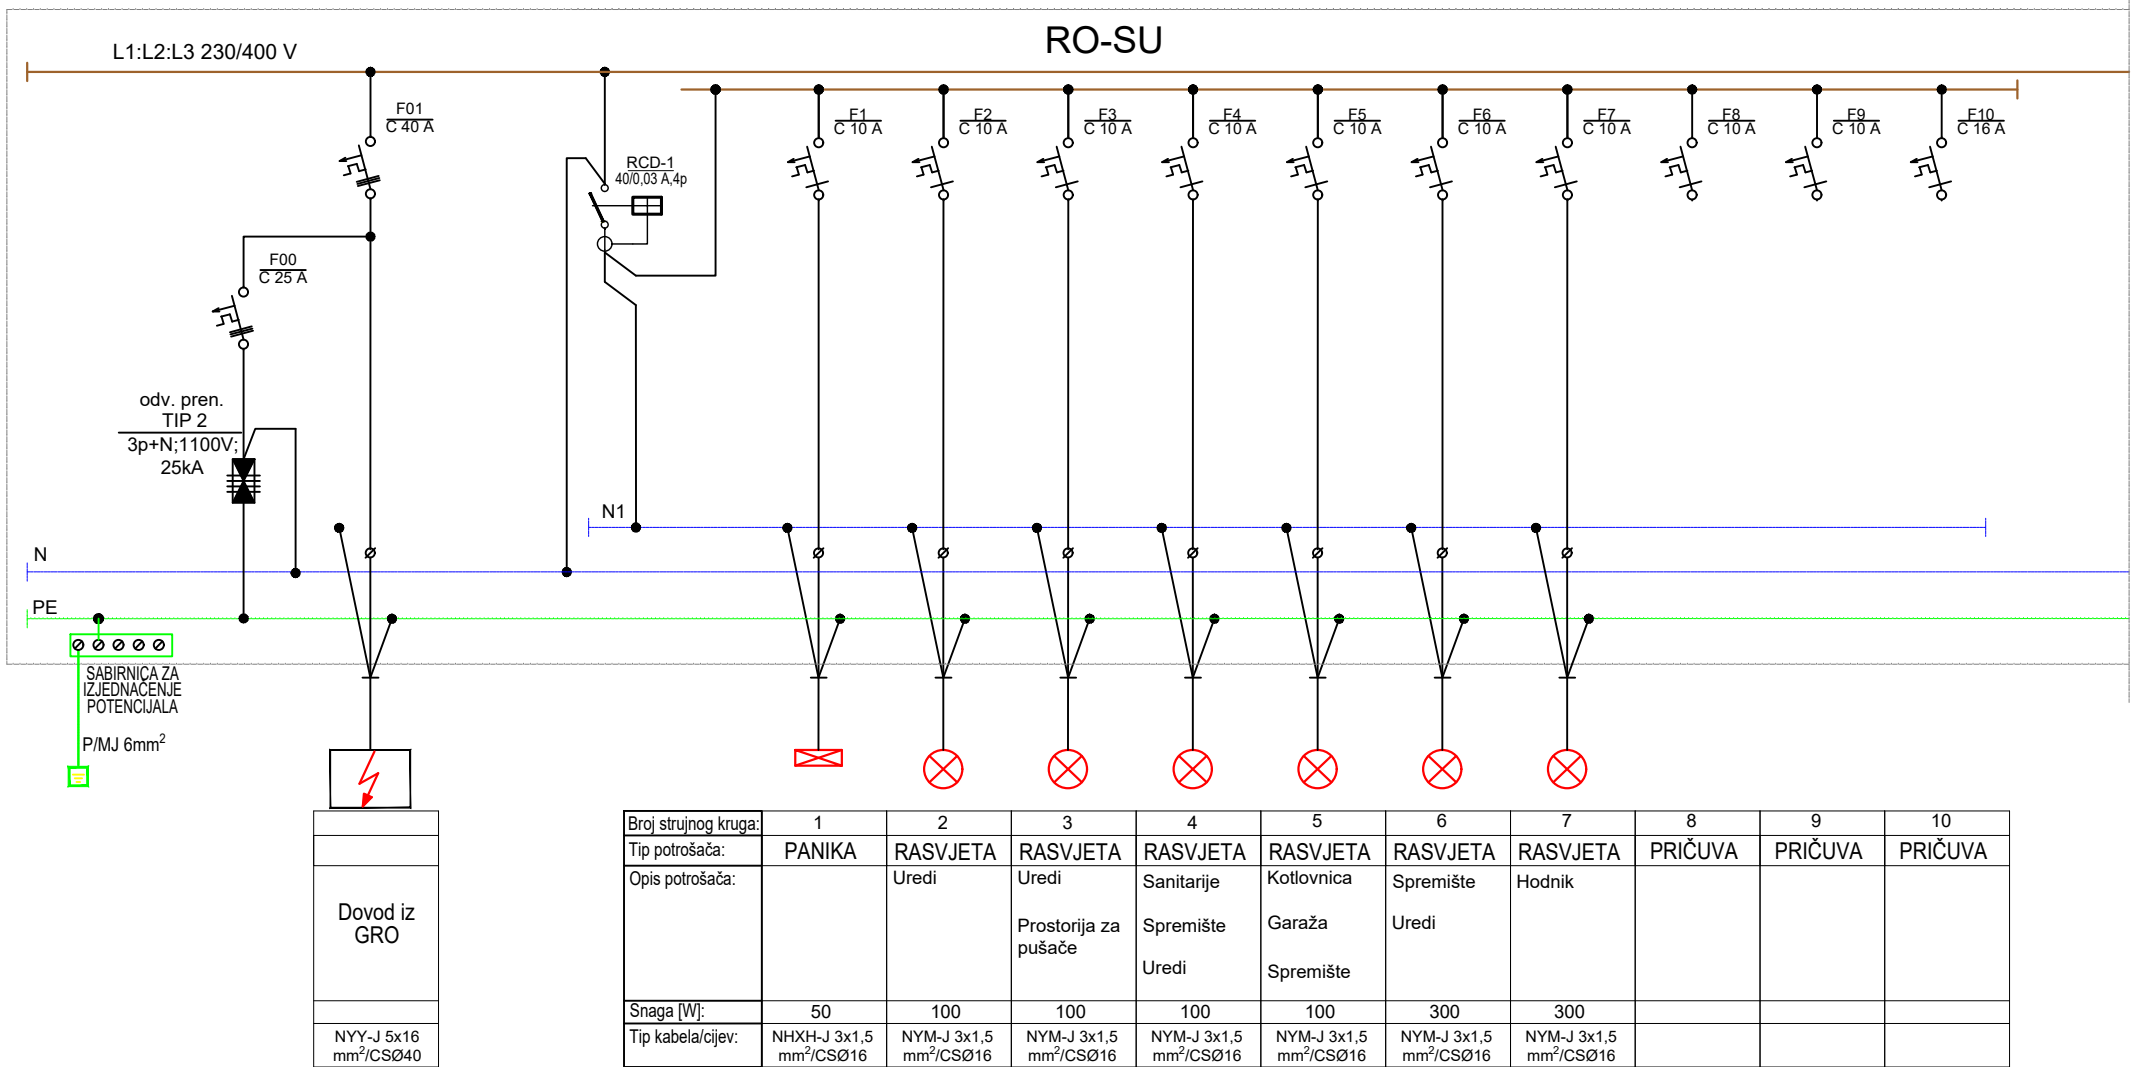 RO-SU
L1:L2:L3 230/400 V
F01
C 40 A
F00
C 25 A
RCD-1
40/0,03 A,4p
F1
C 10 A
F2
C 10 A
F3
C 10 A
F4
C 10 A
F5
C 10 A
F6
C 10 A
F7
C 10 A
F8
C 10 A
F9
C 10 A
F10
C 16 A
odv. pren.
TIP 2
3p+N;1100V;
25kA
N1
N
PE
SABIRNICA ZA
IZJEDNAČENJE
POTENCIJALA
P/MJ 6mm²
Dovod iz
GRO
NYY-J 5x16
mm²/CSØ40
Broj strujnog kruga: 1 2 3 4 5 6 7 8 9 10
Tip potrošača: PANIKA RASVJETA RASVJETA RASVJETA RASVJETA RASVJETA RASVJETA PRIČUVA PRIČUVA PRIČUVA
Opis potrošača:
Uredi
Uredi
Prostorija za
pušače
Sanitarije
Spremište
Uredi
Kotlovnica
Garaža
Spremište
Spremište
Uredi
Hodnik
Snaga [W]: 50 100 100 100 100 300 300
Tip kabela/cijev:
NHXH-J 3x1,5
mm²/CSØ16
NYM-J 3x1,5
mm²/CSØ16
NYM-J 3x1,5
mm²/CSØ16
NYM-J 3x1,5
mm²/CSØ16
NYM-J 3x1,5
mm²/CSØ16
NYM-J 3x1,5
mm²/CSØ16
NYM-J 3x1,5
mm²/CSØ16